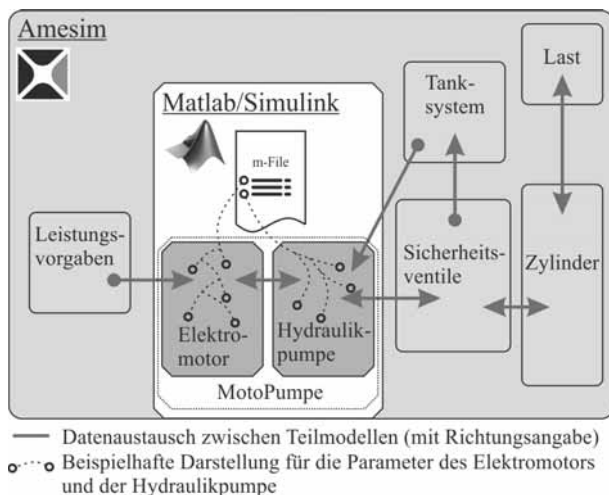 Amesim
Matlab/Simulink
m-File
Tank-
system
Last
Leistungs-
vorgaben
Elektro-
motor
Hydraulik-
pumpe
MotoPumpe
Sicherheits-
ventile
Zylinder
Datenaustausch zwischen Teilmodellen (mit Richtungsangabe)
Beispielhafte Darstellung für die Parameter des Elektromotors
und der Hydraulikpumpe